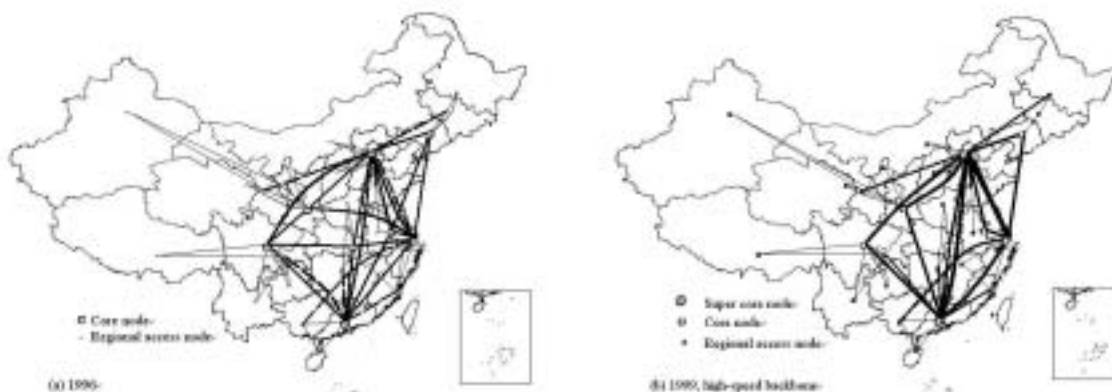 Core node-
Regional access node-
(a) 1996-
Super core node-
Core node-
Regional access node-
(b) 1999, high-speed backbone-